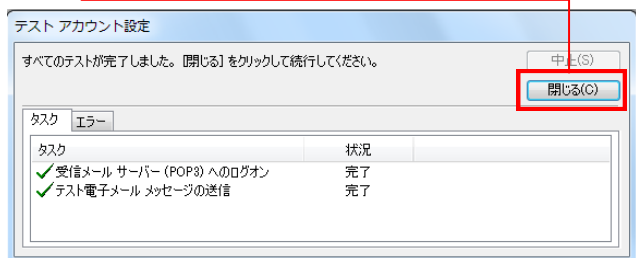 テスト アカウント設定
すべてのテストが完了しました。[閉じる] をクリックして続行してください。
中止(S)
閉じる(C)
タスク エラー
タスク 状況
受信メール サーバー (POP3) へのログオン 完了
テスト電子メール メッセージの送信 完了